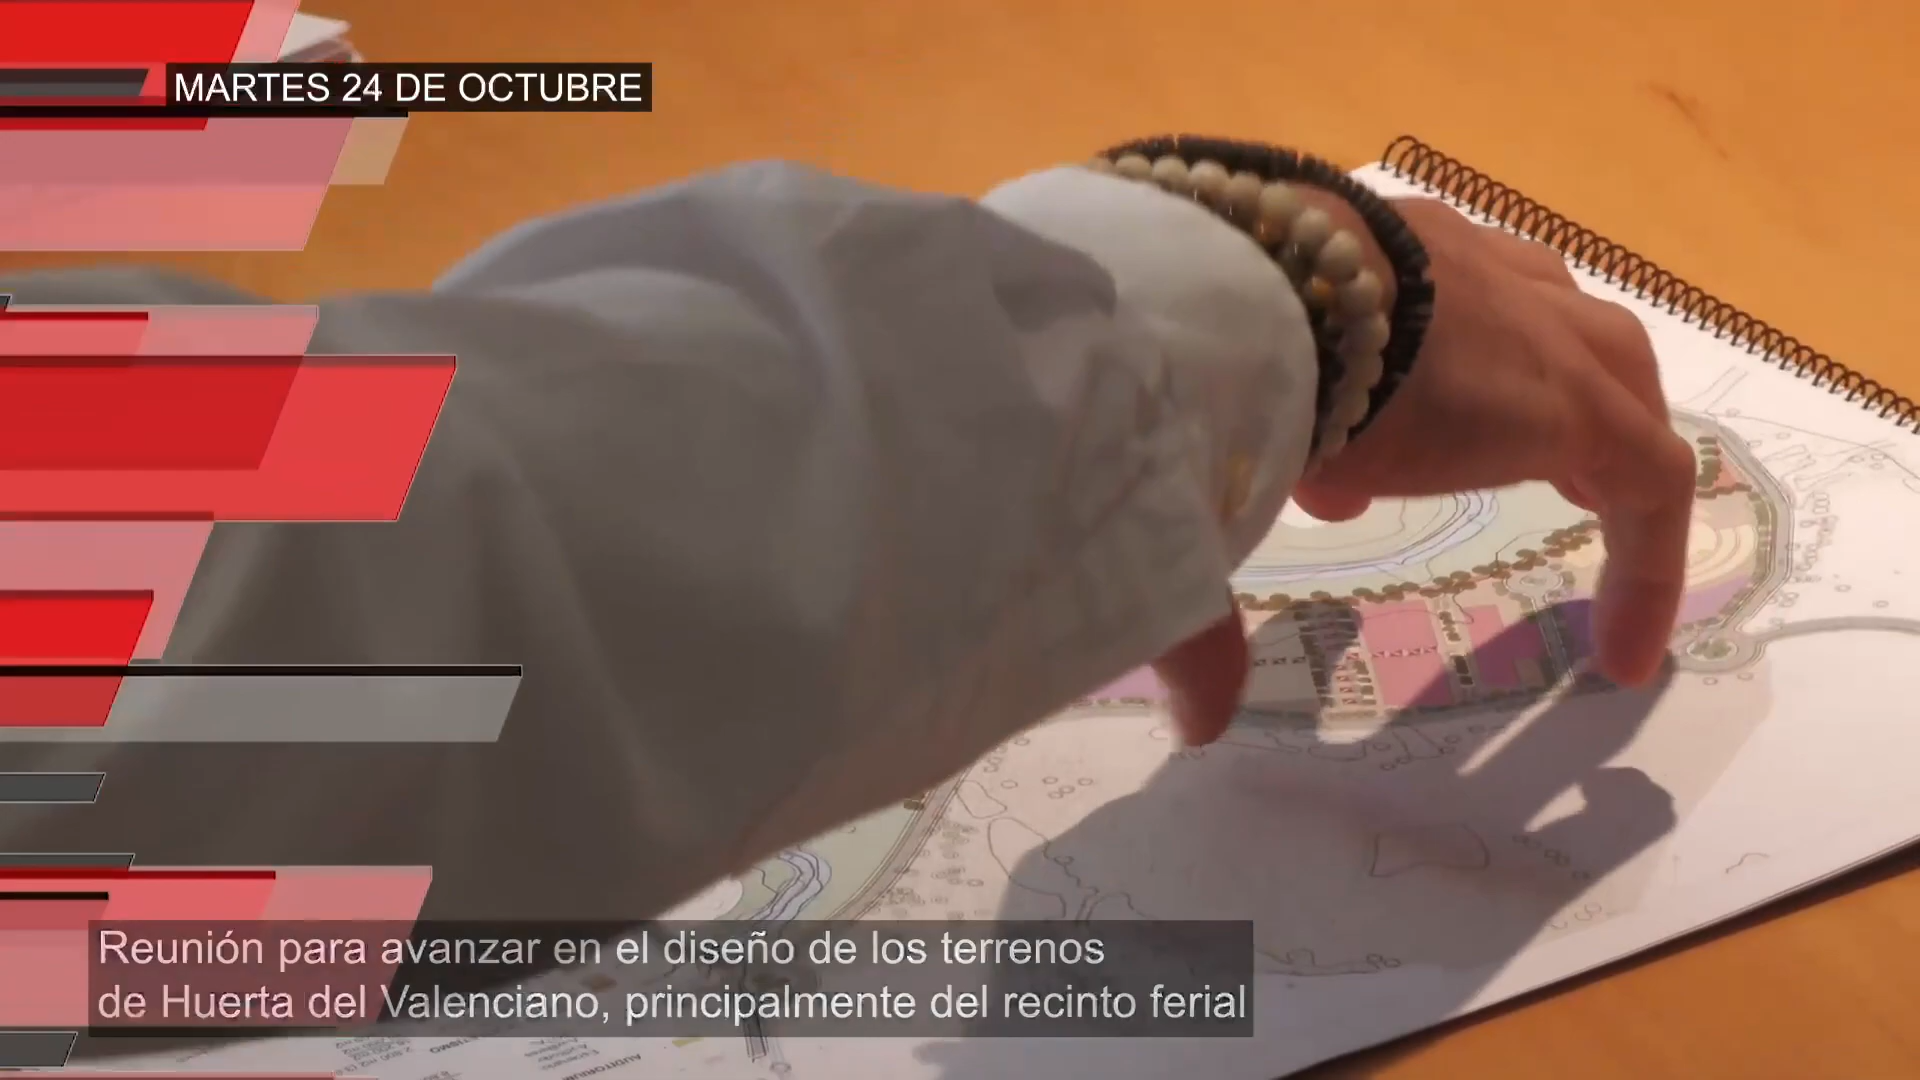 MARTES 24 DE OCTUBRE
Reunión para avanzar en el diseño de los terrenos
de Huerta del Valenciano, principalmente del recinto ferial
AUDITORIUM